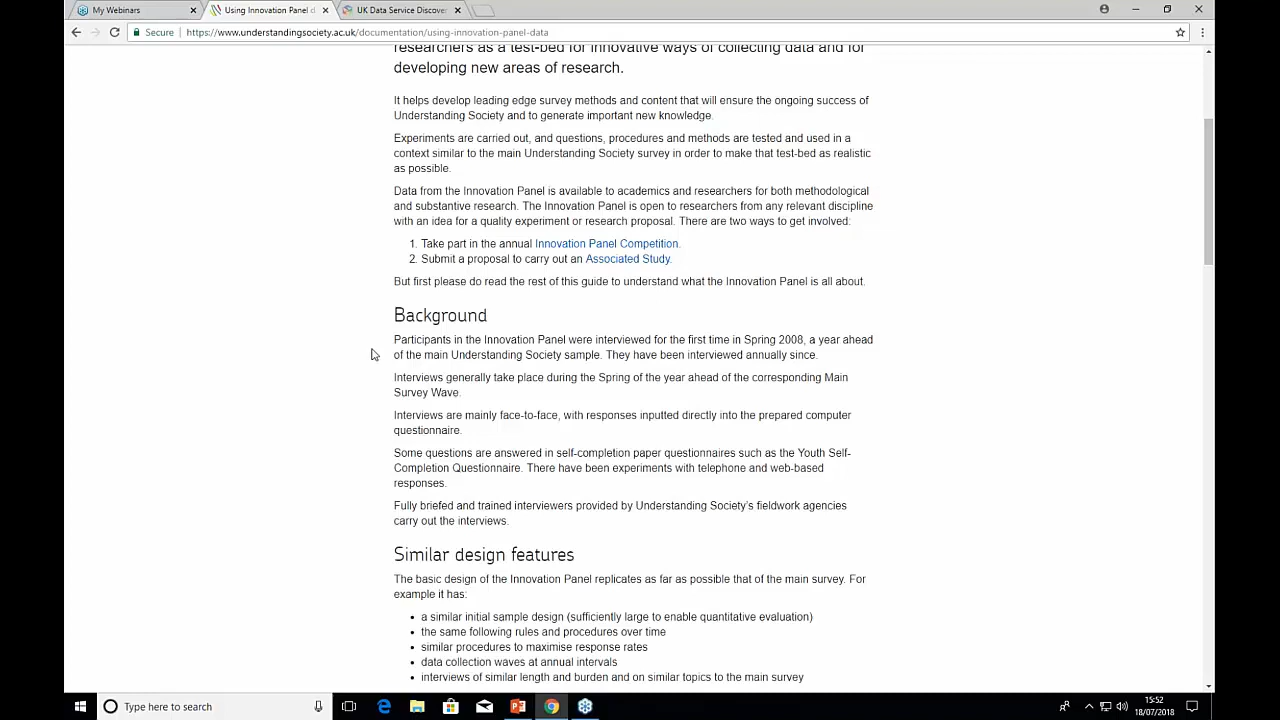 My Webinars
Using Innovation Panel d
UK Data Service Discover
Secure
https://www.understandingsociety.ac.uk/documentation/using-innovation-panel-data
researchers as a test-bed for innovative ways of collecting data and for
developing new areas of research.
It helps develop leading edge survey methods and content that will ensure the ongoing success of
Understanding Society and to generate important new knowledge.
Experiments are carried out, and questions, procedures and methods are tested and used in a
context similar to the main Understanding Society survey in order to make that test-bed as realistic
as possible.
Data from the Innovation Panel is available to academics and researchers for both methodological
and substantive research. The Innovation Panel is open to researchers from any relevant discipline
with an idea for a quality experiment or research proposal. There are two ways to get involved:
1. Take part in the annual Innovation Panel Competition.
2. Submit a proposal to carry out an Associated Study.
But first please do read the rest of this guide to understand what the Innovation Panel is all about.
Background
Participants in the Innovation Panel were interviewed for the first time in Spring 2008, a year ahead
of the main Understanding Society sample. They have been interviewed annually since.
Interviews generally take place during the Spring of the year ahead of the corresponding Main
Survey Wave.
Interviews are mainly face-to-face, with responses inputted directly into the prepared computer
questionnaire.
Some questions are answered in self-completion paper questionnaires such as the Youth Self-
Completion Questionnaire. There have been experiments with telephone and web-based
responses.
Fully briefed and trained interviewers provided by Understanding Society's fieldwork agencies
carry out the interviews.
Similar design features
The basic design of the Innovation Panel replicates as far as possible that of the main survey. For
example it has:
• a similar initial sample design (sufficiently large to enable quantitative evaluation)
• the same following rules and procedures over time
• similar procedures to maximise response rates
• data collection waves at annual intervals
• interviews of similar length and burden and on similar topics to the main survey
Type here to search
15:52
18/07/2018